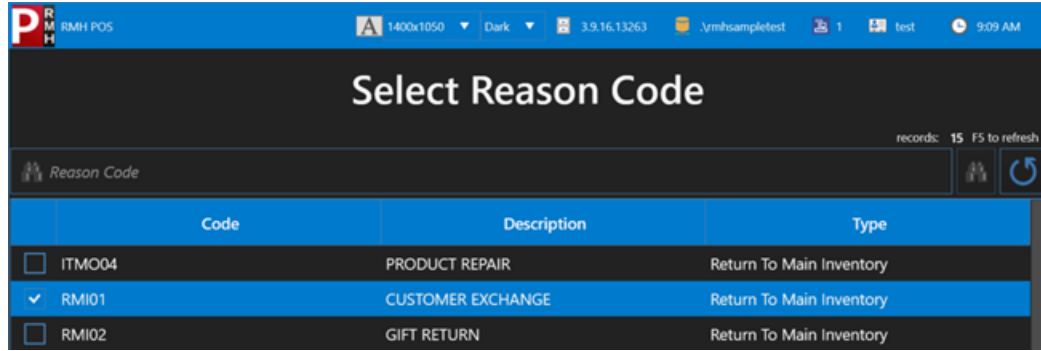 PRMH RMH POS A 1400x1050 Dark 3.9.16.13263 .\rmhsampletest 1 test 9:09 AM
Select Reason Code
records: 15 F5 to refresh
Reason Code
Code Description Type
ITMO04 PRODUCT REPAIR Return To Main Inventory
RMI01 CUSTOMER EXCHANGE Return To Main Inventory
RMI02 GIFT RETURN Return To Main Inventory